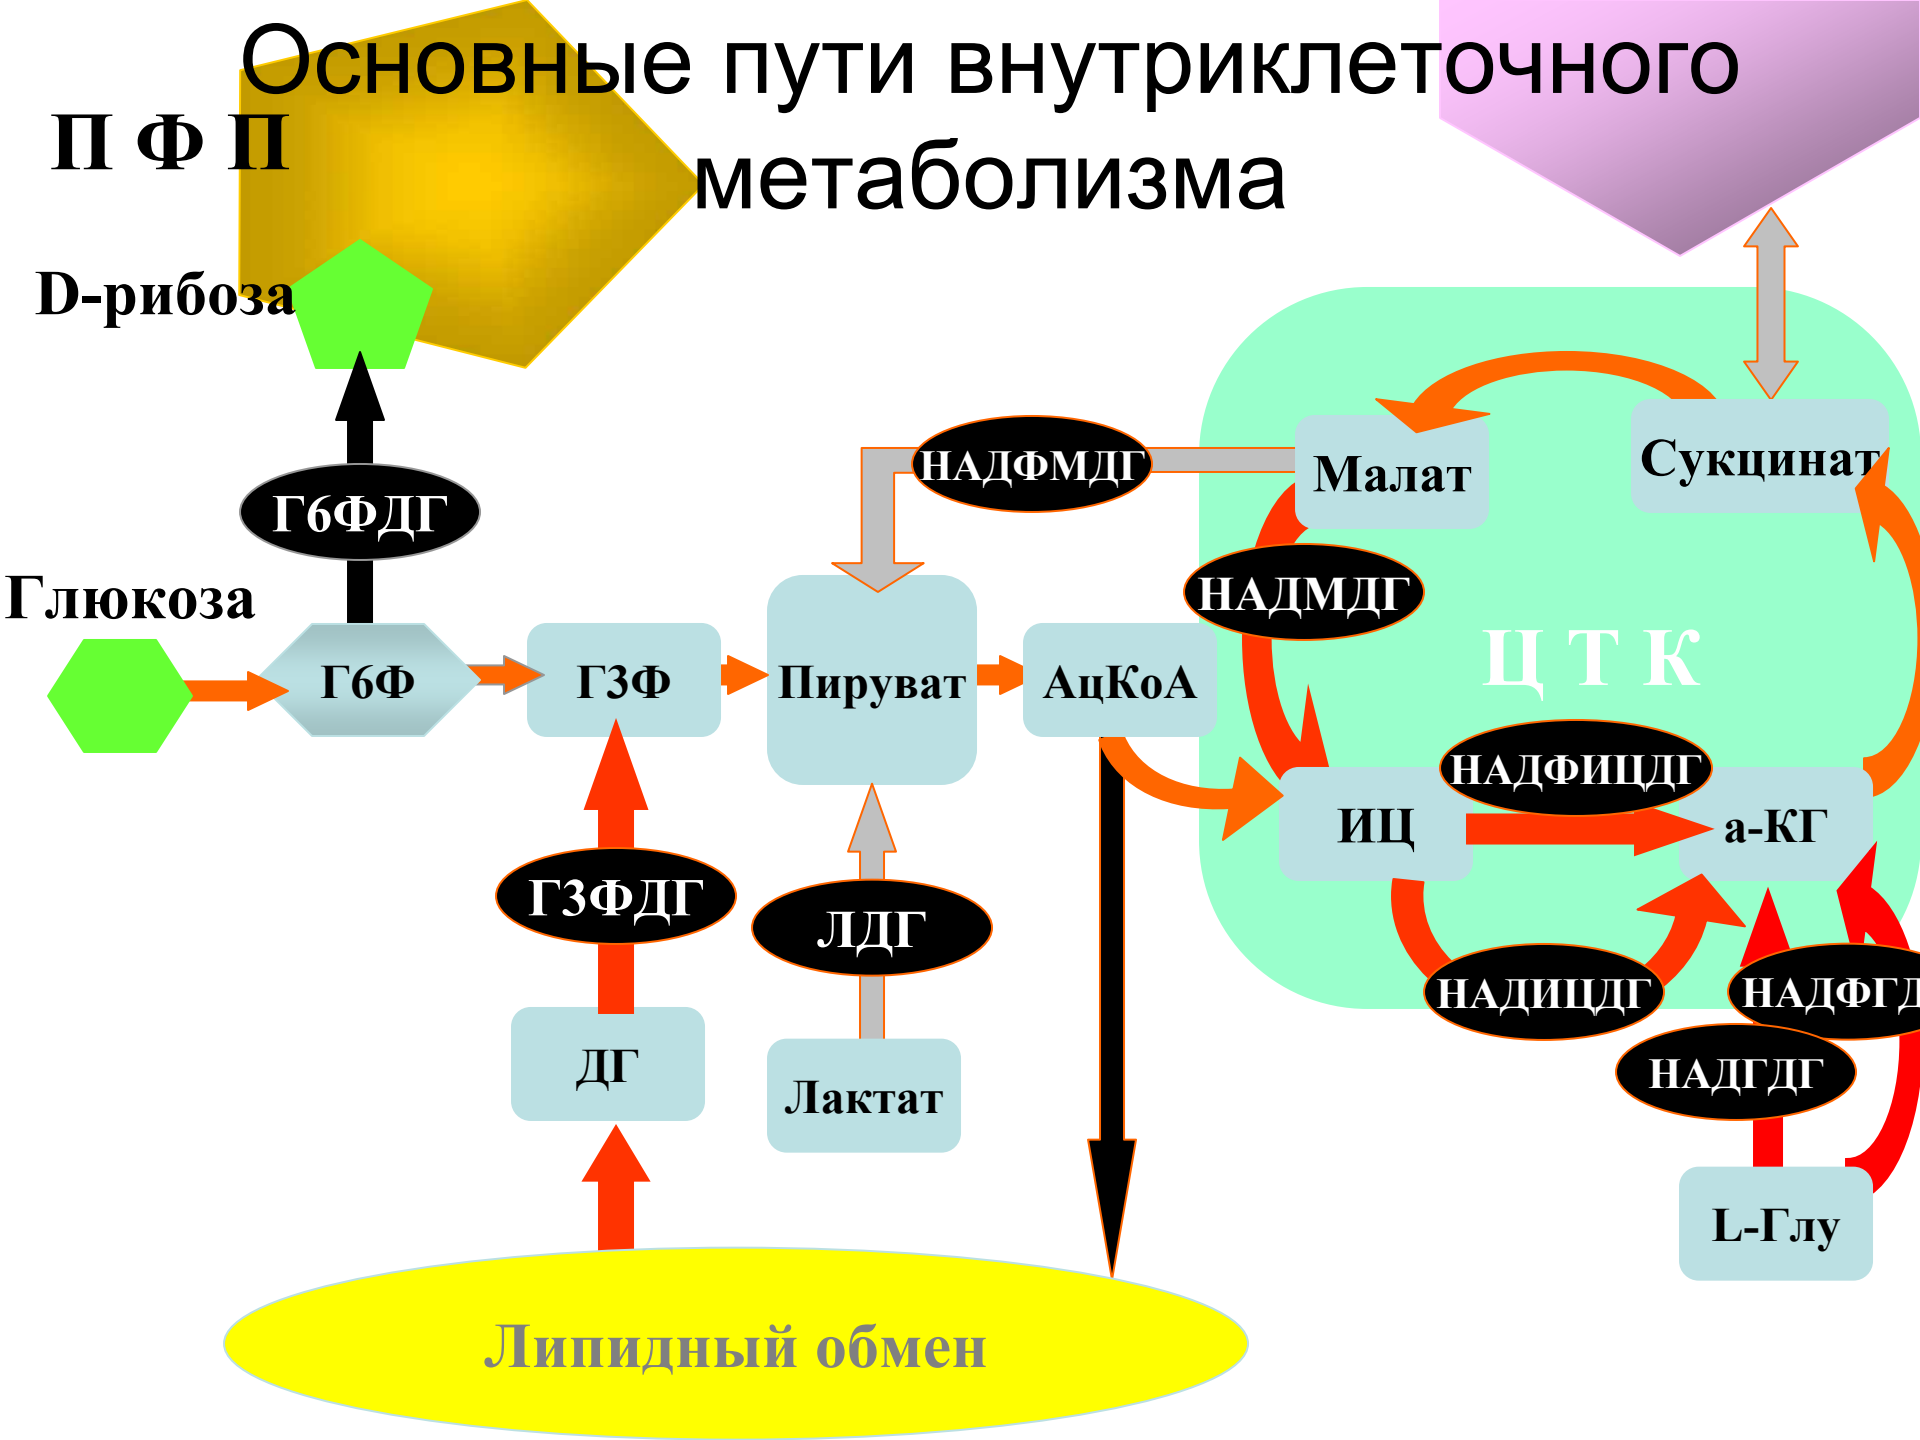 Основные пути внутриклеточного
метаболизма
П Ф П
D-рибоза
Г6ФДГ
Глюкоза
Г6Ф
Г3Ф
Пируват
АцКоА
НАДФМДГ
Малат
Сукцинат
НАДМДГ
Ц Т К
НАДФИЦДГ
ИЦ
а-КГ
Г3ФДГ
ЛДГ
НАДИЦДГ
НАДФГД
НАДГДГ
ДГ
Лактат
L-Глу
Липидный обмен